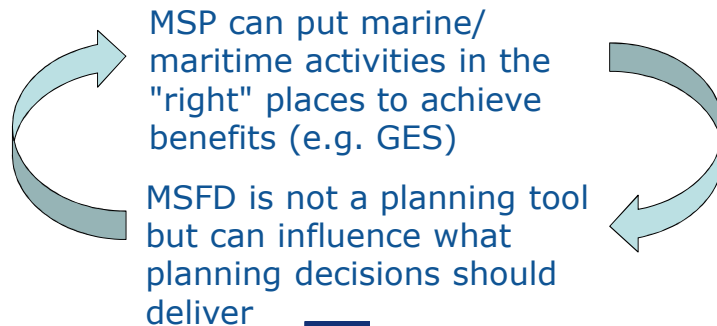 MSP can put marine/
maritime activities in the
"right" places to achieve
benefits (e.g. GES)
MSFD is not a planning tool
but can influence what
planning decisions should
deliver